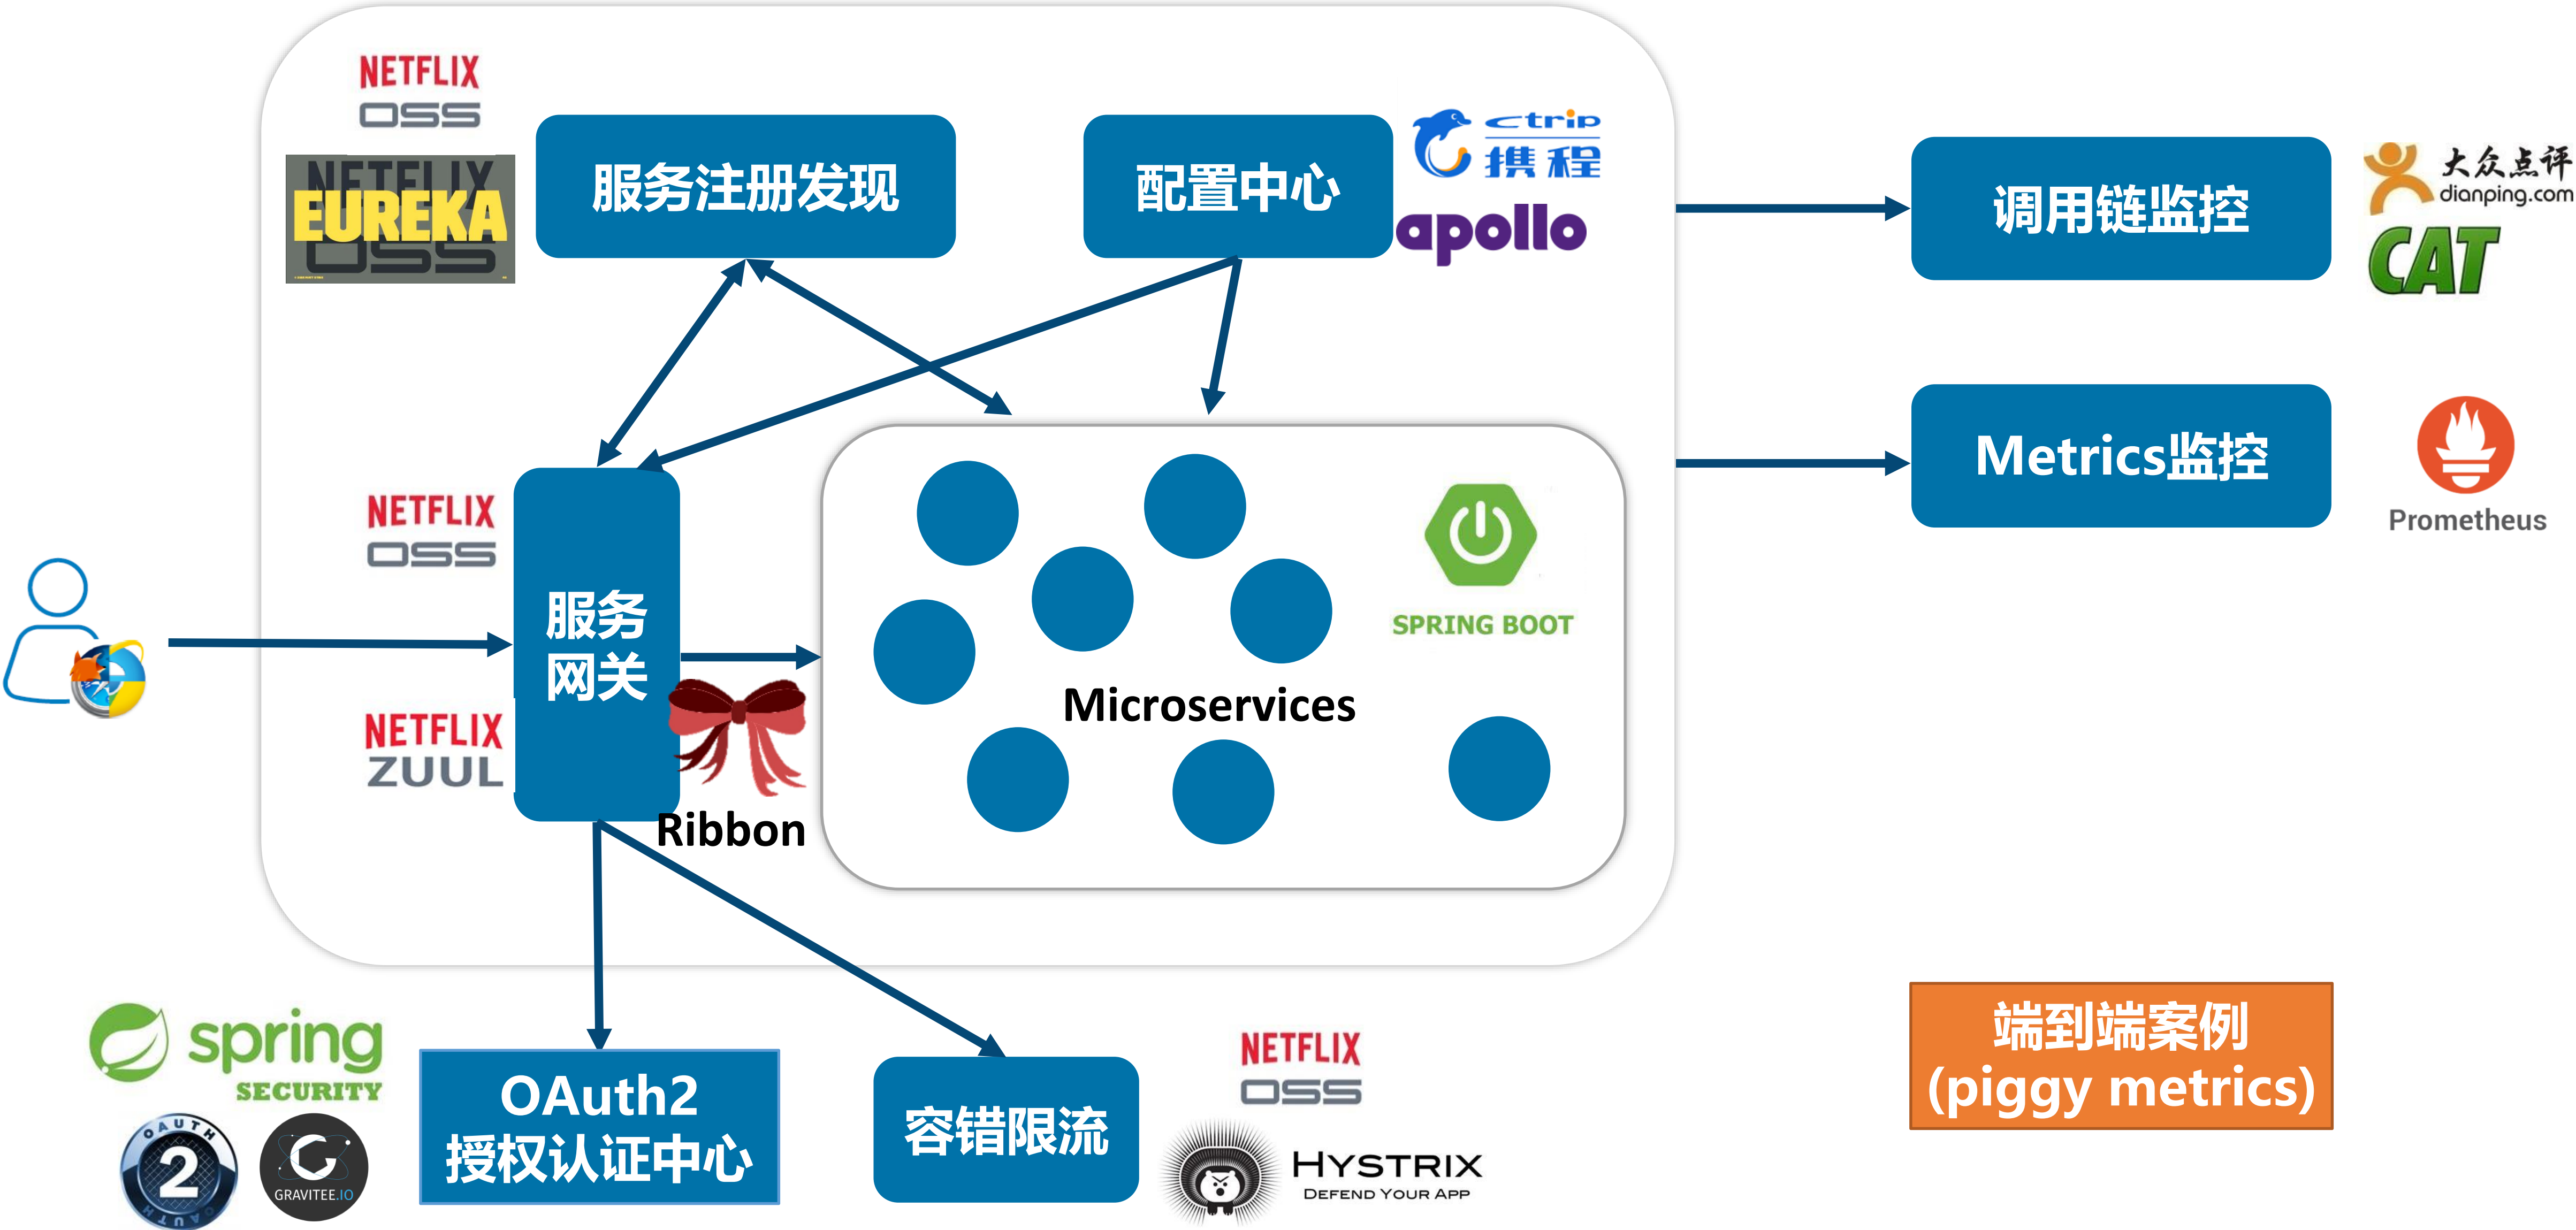 NETFLIX
OSS
NETFLIX
EUREKA
OSS
服务注册发现
配置中心
ctrip
携程
apollo
调用链监控
大众点评
dianping.com
CAT
Metrics监控
Prometheus
NETFLIX
OSS
服务
网关
NETFLIX
ZUUL
Ribbon
SPRING BOOT
Microservices
spring
SECURITY
OAUTH
2
OAUTH
GRAVITEE.IO
OAuth2
授权认证中心
容错限流
NETFLIX
OSS
HYSTRIX
DEFEND YOUR APP
端到端案例
(piggy metrics)